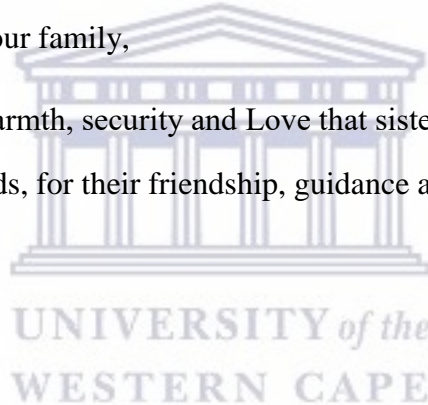 our family,
armth, security and Love that siste
ds, for their friendship, guidance a
UNIVERSITY of the
WESTERN CAPE